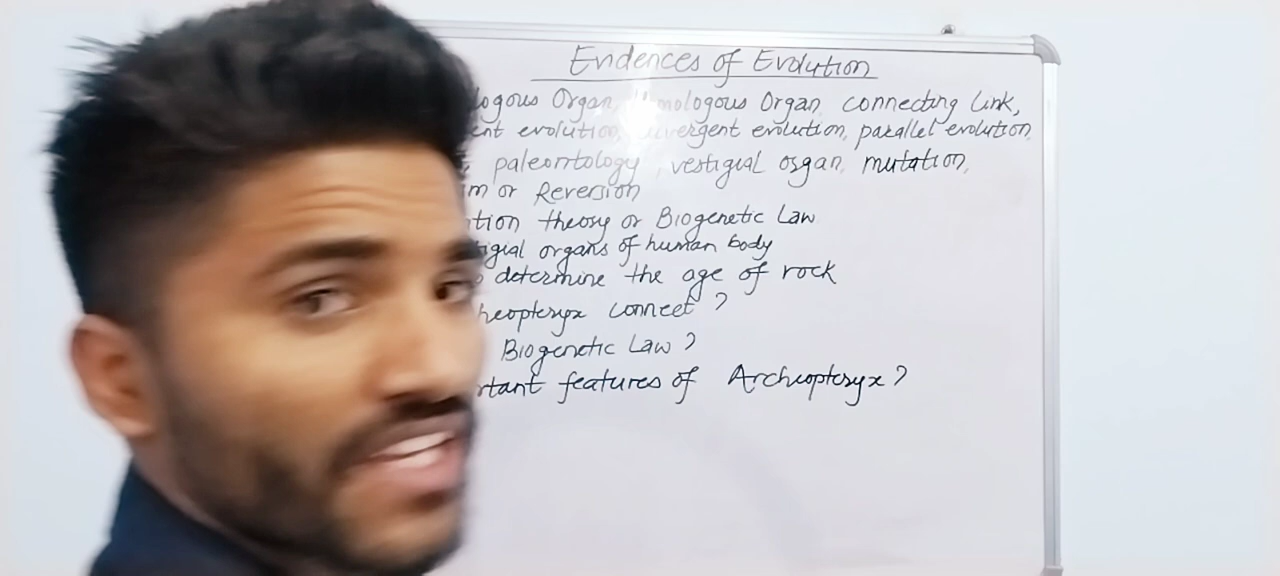 Evidences of Evolution
logous Organ, Homologous Organ, connecting link,
ent evolution, divergent evolution, parallel evolution,
paleontology, vestigial organ, mutation,
m or Reversion
tion theory or Biogenetic Law
tigial organs of human body
determine the age of rock
heopteryx connect ?
Biogenetic Law ?
rtant features of Archeopteryx ?